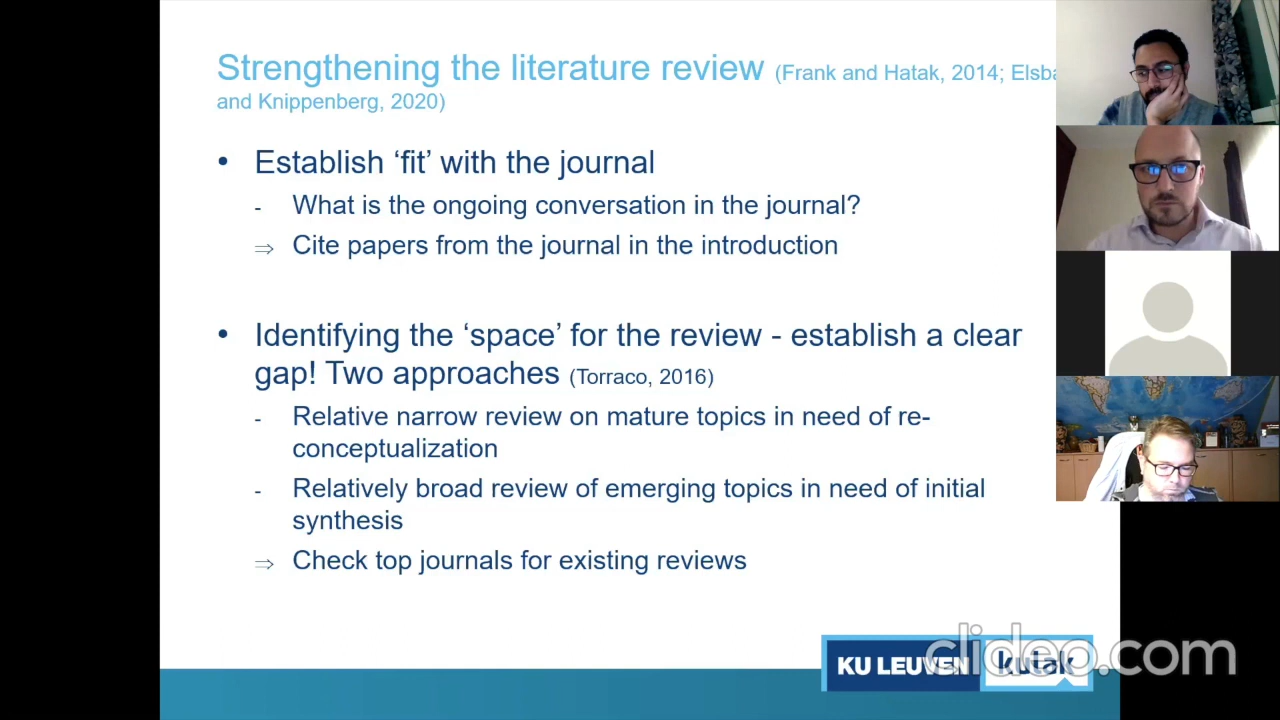 Strengthening the literature review (Frank and Hatak, 2014; Elsba
and Knippenberg, 2020)
• Establish ‘fit’ with the journal
- What is the ongoing conversation in the journal?
⇒ Cite papers from the journal in the introduction
• Identifying the ‘space’ for the review - establish a clear
gap! Two approaches (Torraco, 2016)
- Relative narrow review on mature topics in need of re-
conceptualization
- Relatively broad review of emerging topics in need of initial
synthesis
⇒ Check top journals for existing reviews
KU LEUVEN kulak
clideo.com